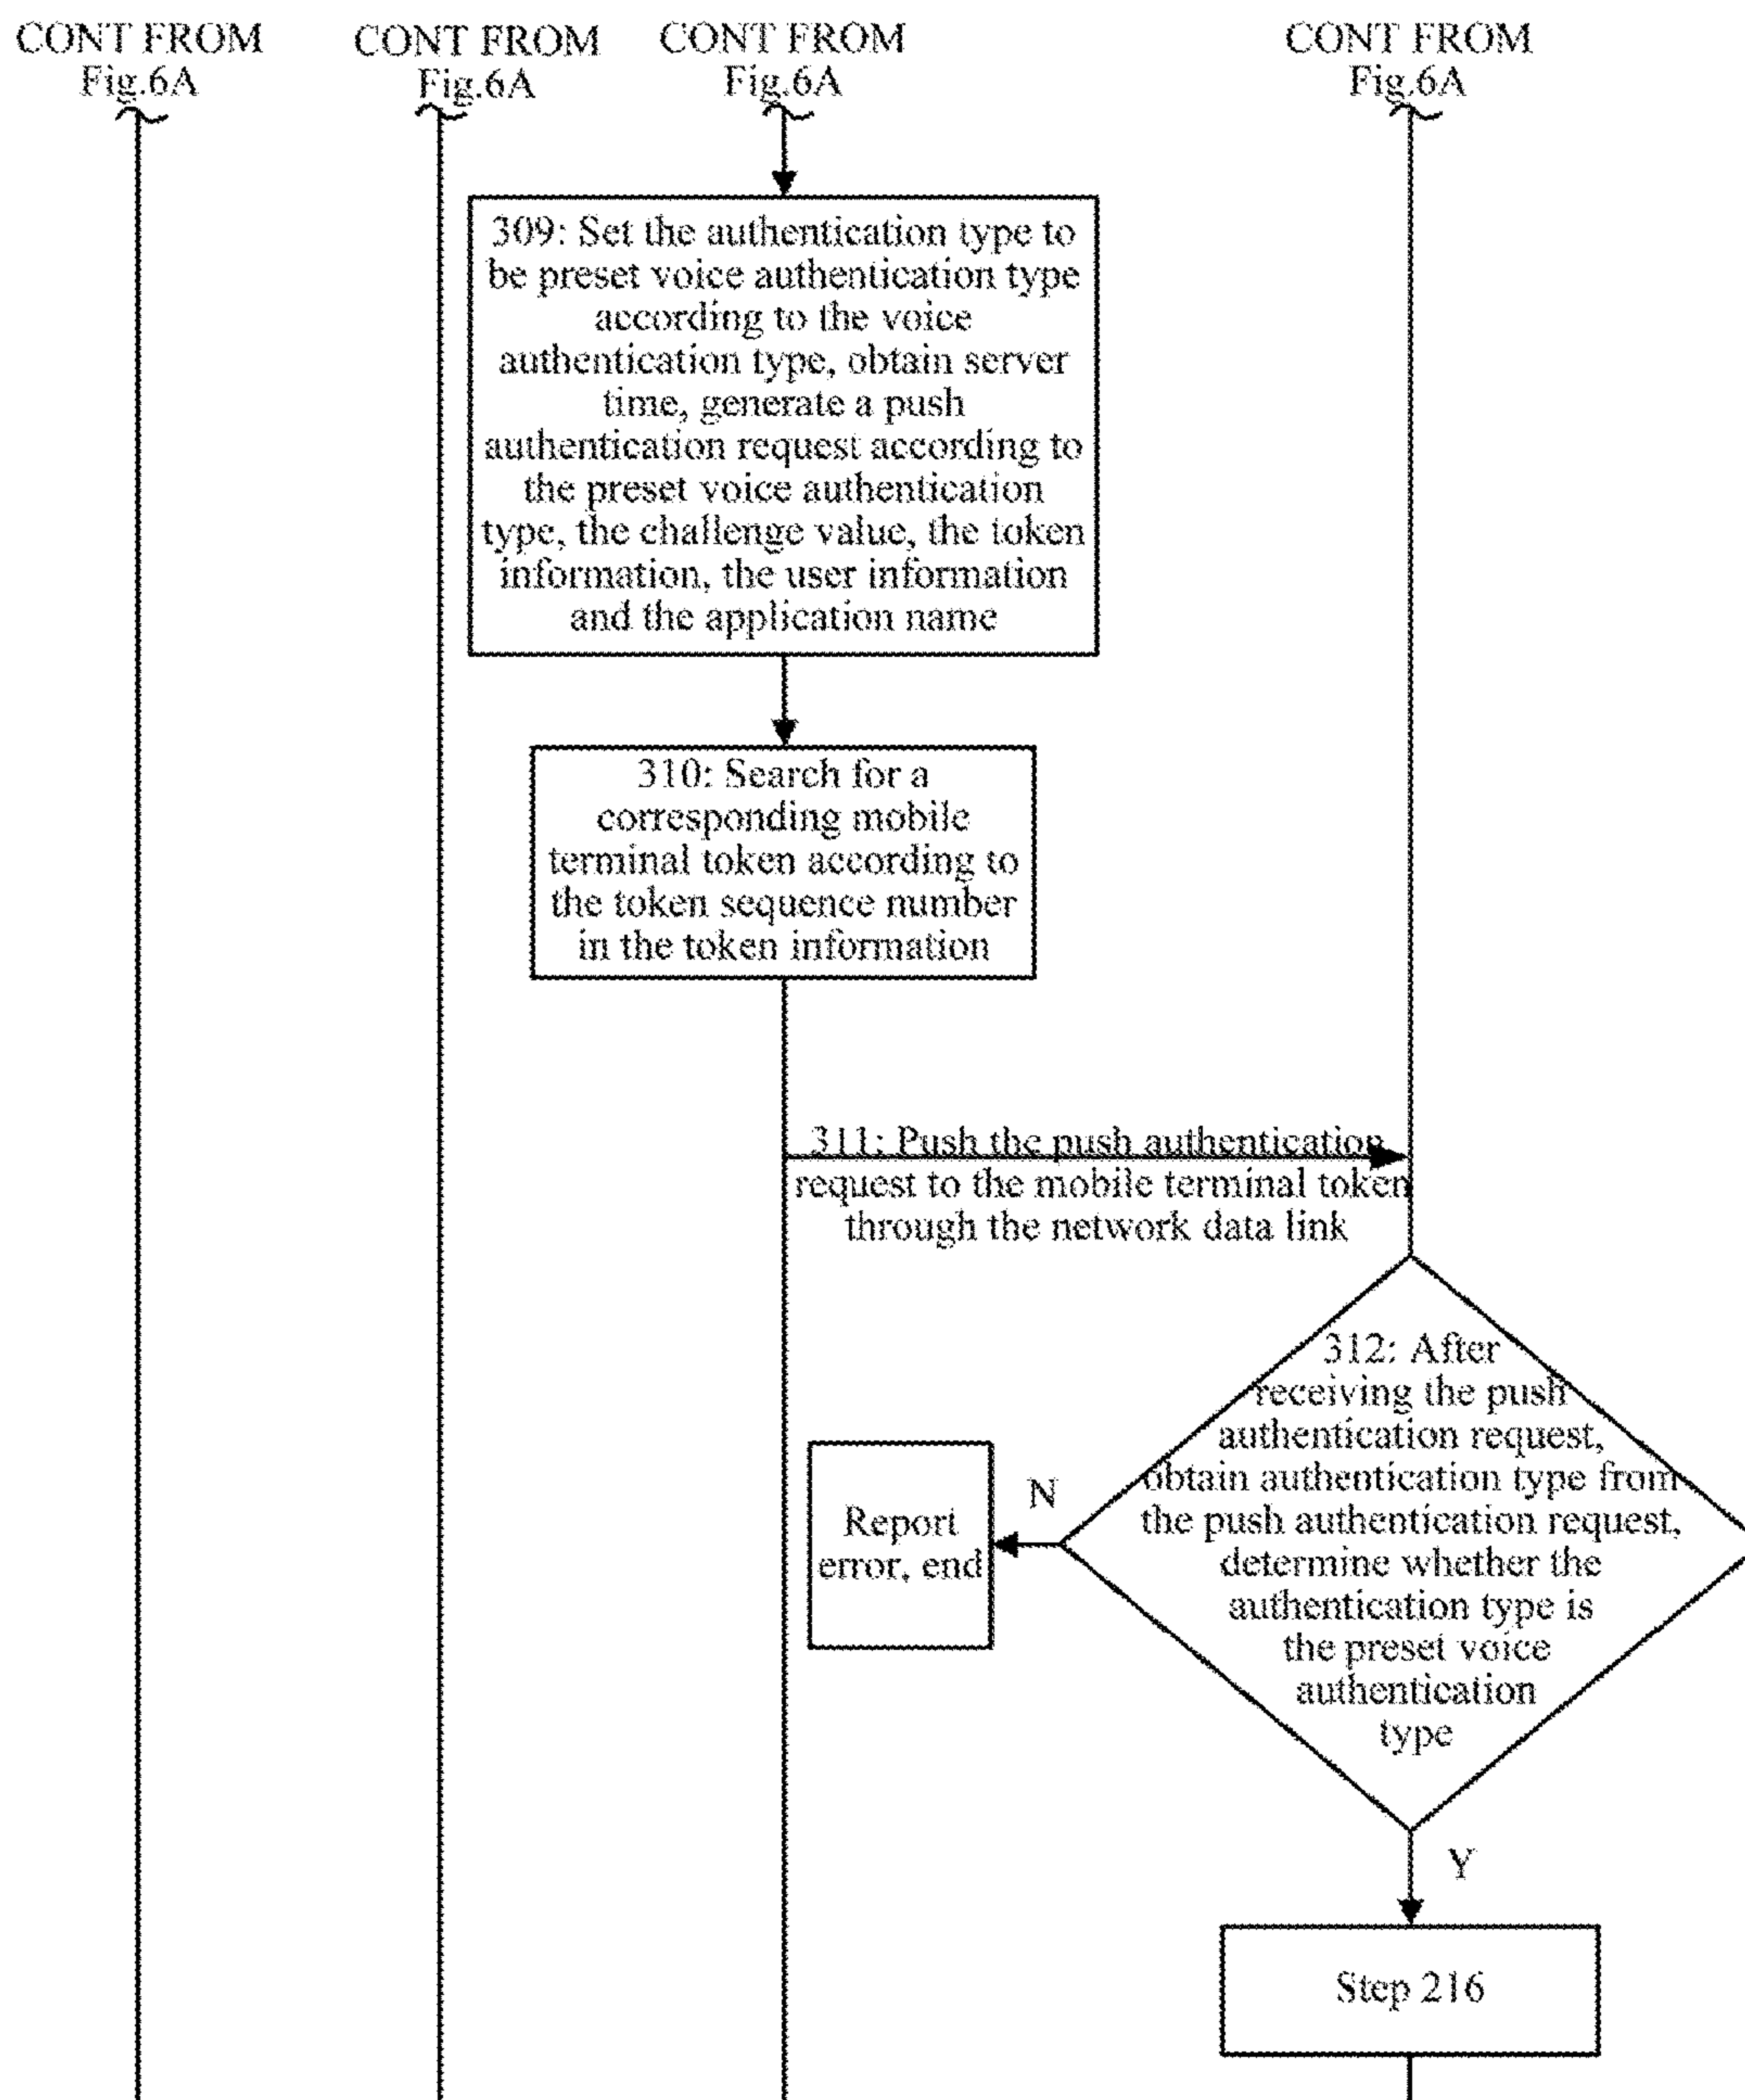 CONT FROM
Fig.6A
CONT FROM
Fig.6A
CONT FROM
Fig.6A
CONT FROM
Fig.6A
309: Set the authentication type to
be preset voice authentication type
according to the voice
authentication type, obtain server
time, generate a push
authentication request according to
the preset voice authentication
type, the challenge value, the token
information, the user information
and the application name
310: Search for a
corresponding mobile
terminal token according to
the token sequence number
in the token information
311: Push the push authentication
request to the mobile terminal token
through the network data link
312: After
receiving the push
authentication request,
obtain authentication type from
the push authentication request,
determine whether the
authentication type is
the preset voice
authentication
type
N
Report
error, end
Y
Step 216